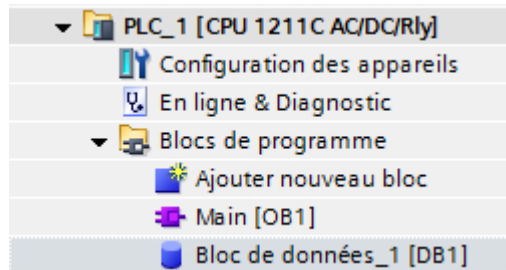 PLC_1 [CPU 1211C AC/DC/Rly]
Configuration des appareils
En ligne & Diagnostic
Blocs de programme
Ajouter nouveau bloc
Main [OB1]
Bloc de données_1 [DB1]